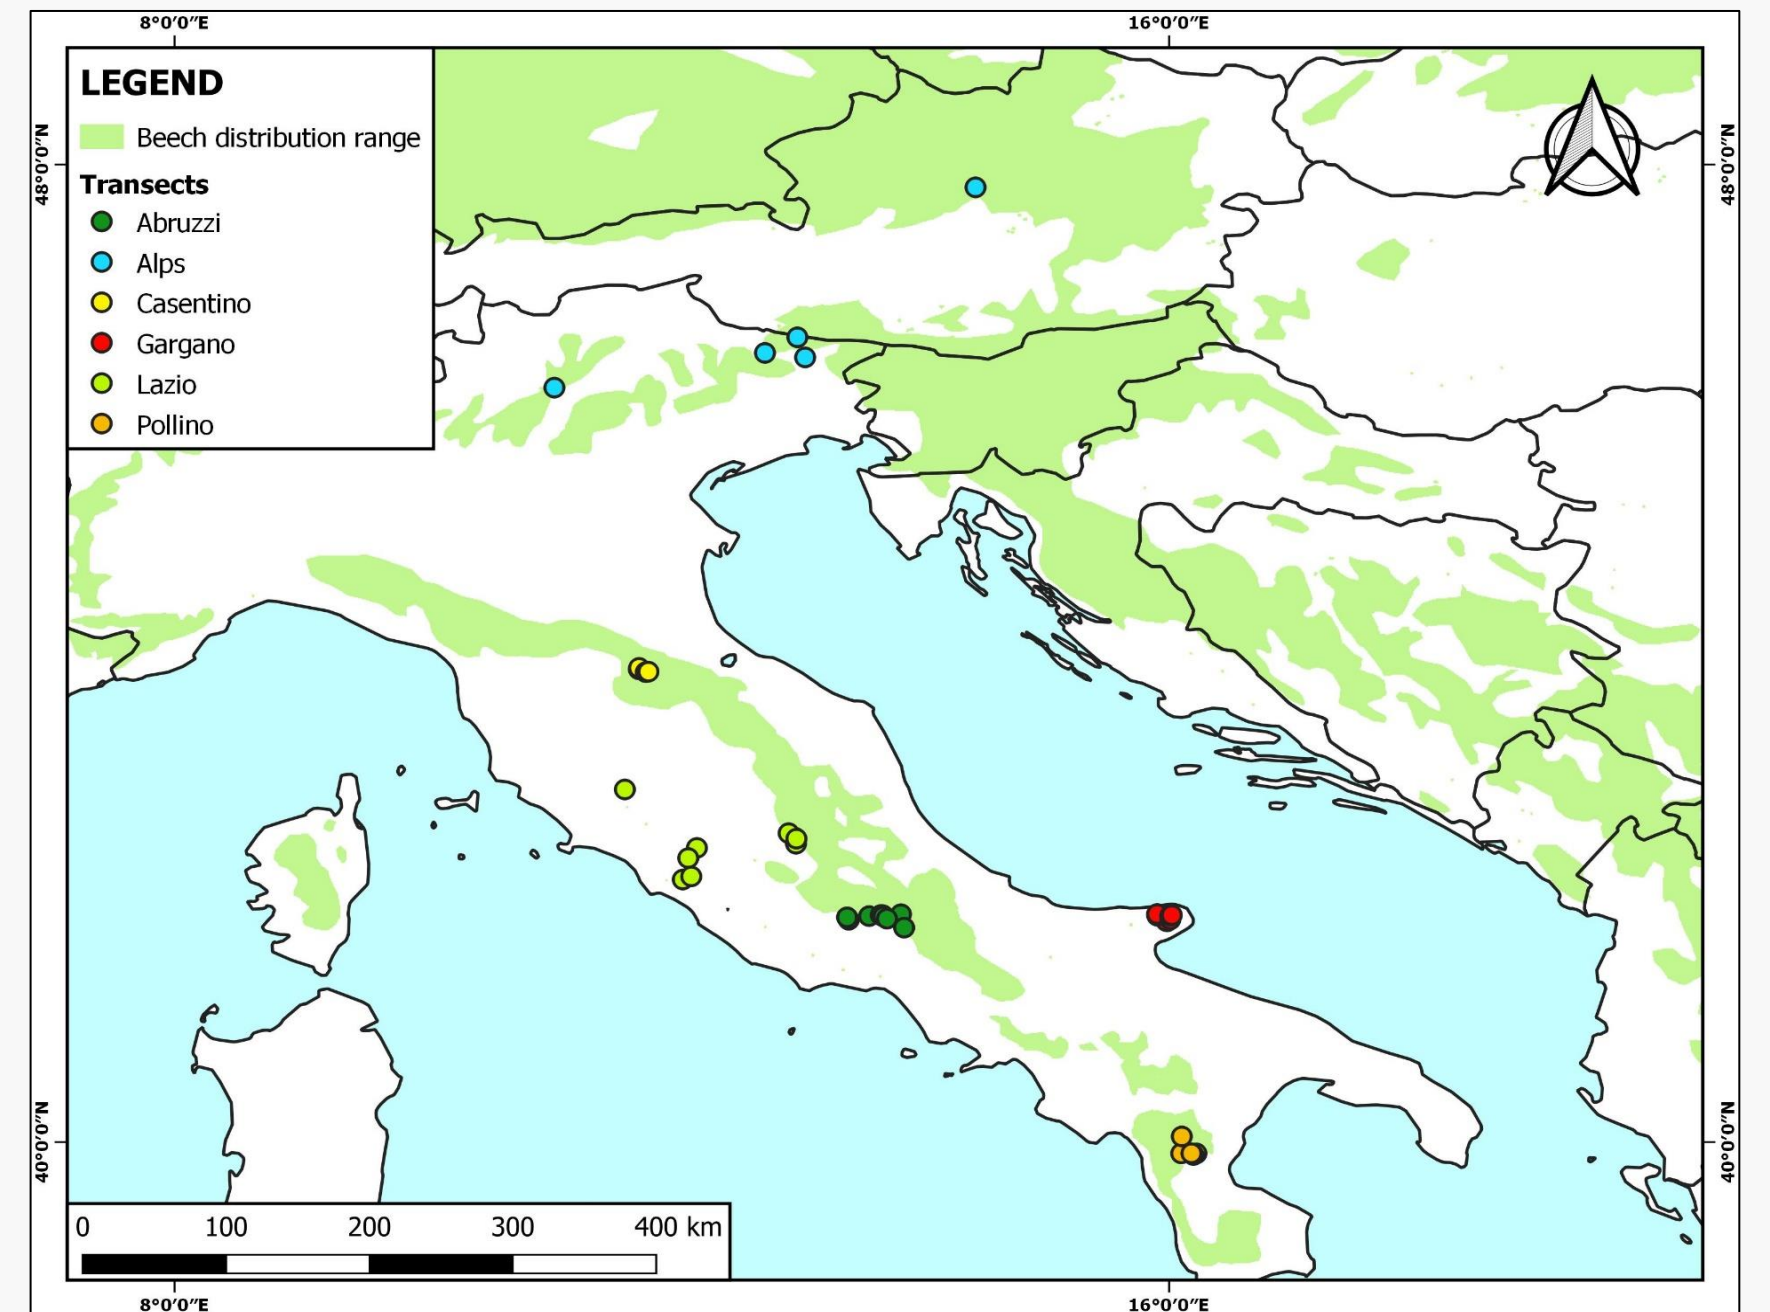 8°0′0″E 16°0′0″E
LEGEND
Beech distribution range
Transects
Abruzzi
Alps
Casentino
Gargano
Lazio
Pollino
48°0′0″N 48°0′0″N
40°0′0″N 40°0′0″N
0 100 200 300 400 km
8°0′0″E 16°0′0″E